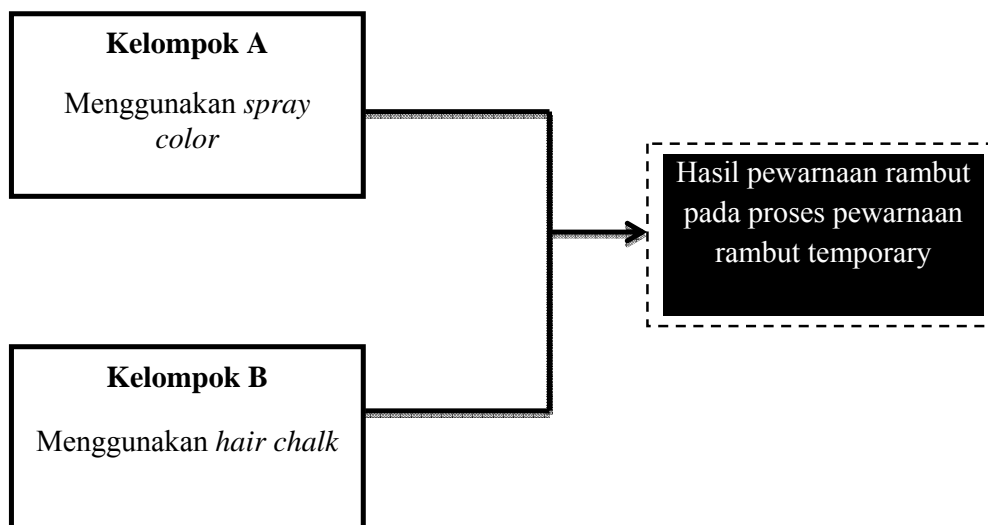 Kelompok A
Menggunakan spray
color
Hasil pewarnaan rambut
pada proses pewarnaan
rambut temporary
Kelompok B
Menggunakan hair chalk